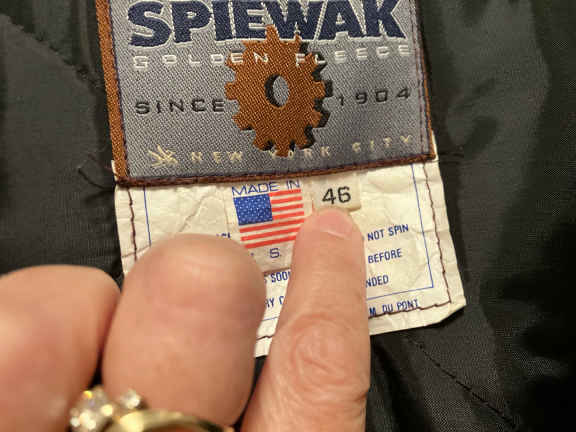 SPIEWAK
GOLDEN FLEECE
SINCE 1904
NEW YORK CITY
MADE IN
46
S.
NOT SPIN
BEFORE
NDED
DU PONT